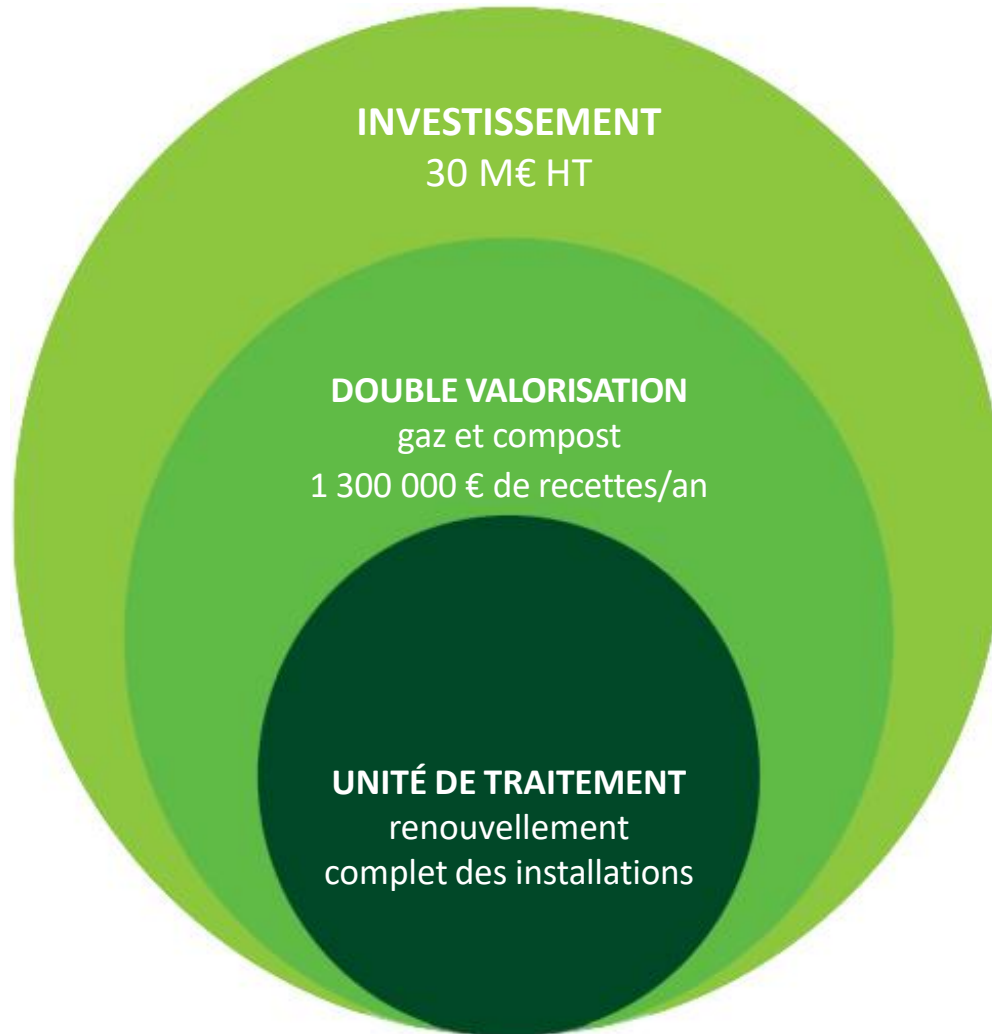 INVESTISSEMENT
30 M€ HT
DOUBLE VALORISATION
gaz et compost
1 300 000 € de recettes/an
UNITÉ DE TRAITEMENT
renouvellement
complet des installations